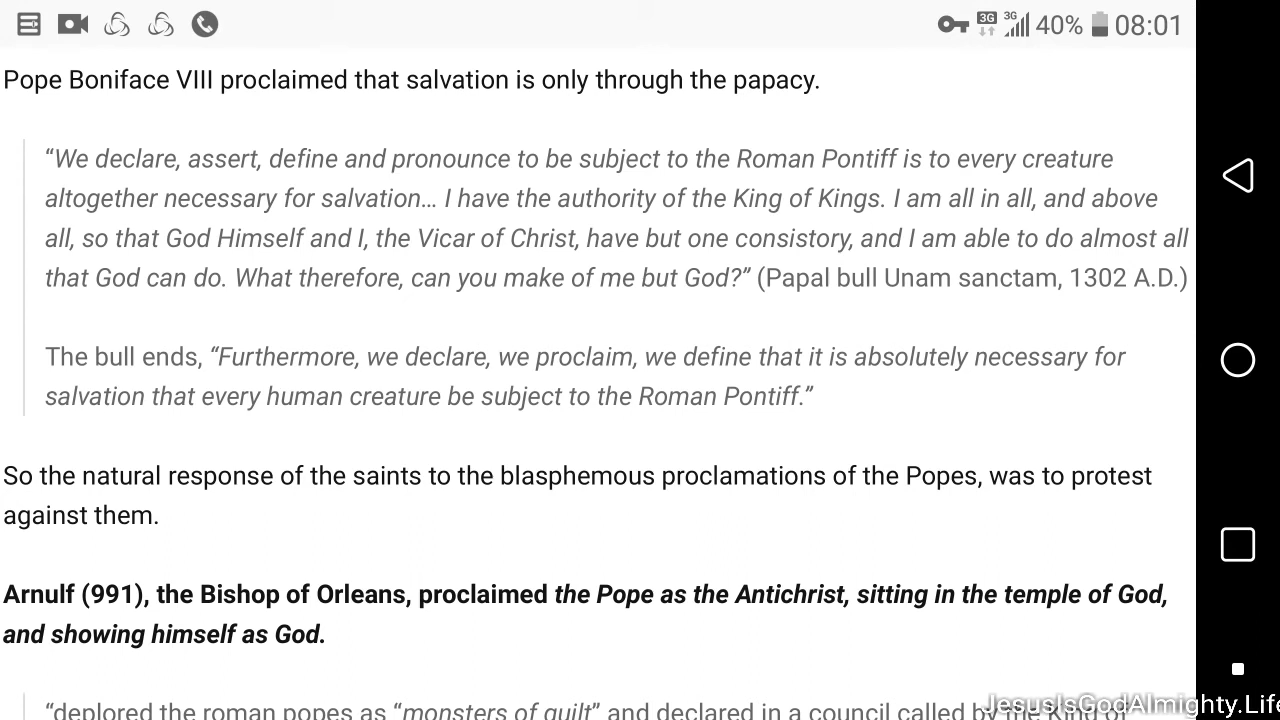 3G 3G 40% 08:01
Pope Boniface VIII proclaimed that salvation is only through the papacy.
“We declare, assert, define and pronounce to be subject to the Roman Pontiff is to every creature
altogether necessary for salvation… I have the authority of the King of Kings. I am all in all, and above
all, so that God Himself and I, the Vicar of Christ, have but one consistory, and I am able to do almost all
that God can do. What therefore, can you make of me but God?” (Papal bull Unam sanctam, 1302 A.D.)
The bull ends, “Furthermore, we declare, we proclaim, we define that it is absolutely necessary for
salvation that every human creature be subject to the Roman Pontiff.”
So the natural response of the saints to the blasphemous proclamations of the Popes, was to protest
against them.
Arnulf (991), the Bishop of Orleans, proclaimed the Pope as the Antichrist, sitting in the temple of God,
and showing himself as God.
“deplored the roman popes as “monsters of guilt” and declared in a council called by the King of
JesusIsGodAlmighty.Life